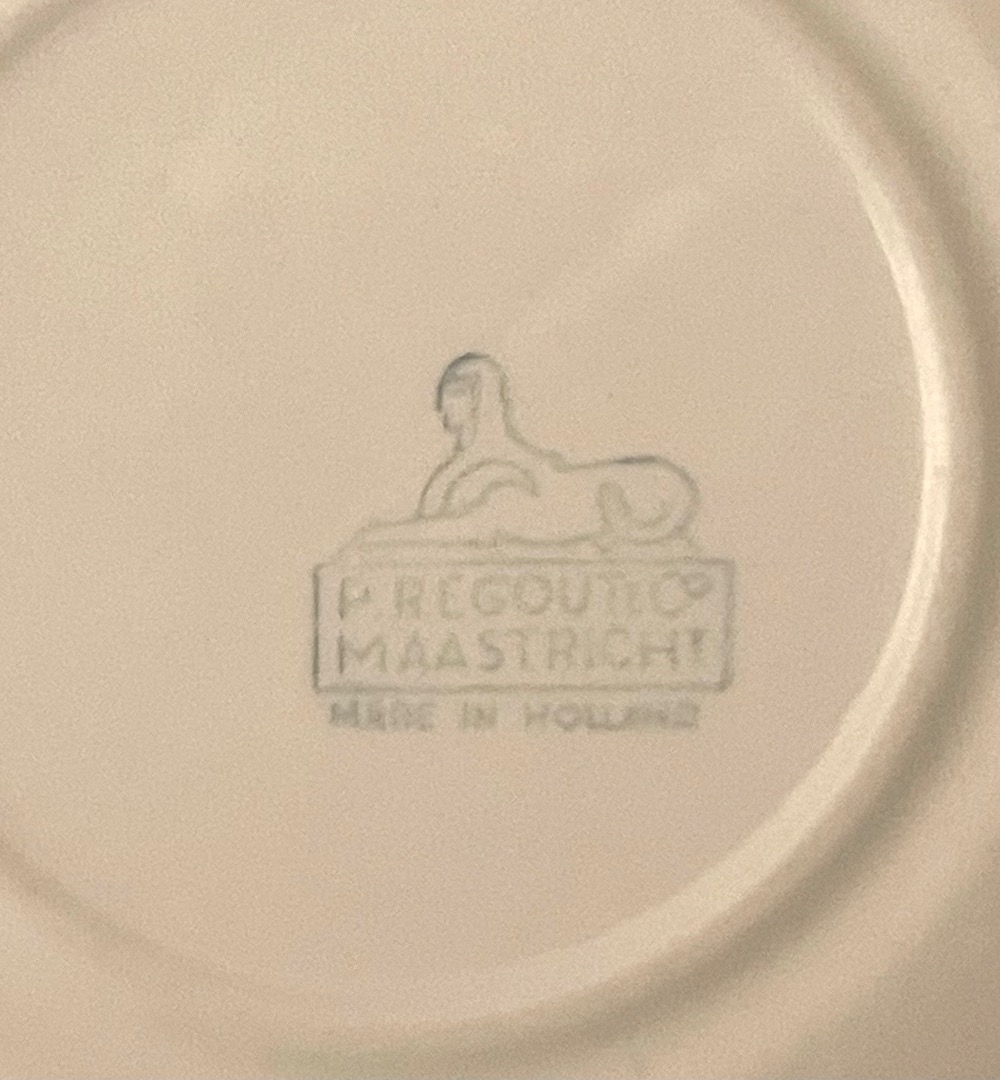 P. REGOUT & Cº
MAASTRICHT
MADE IN HOLLAND